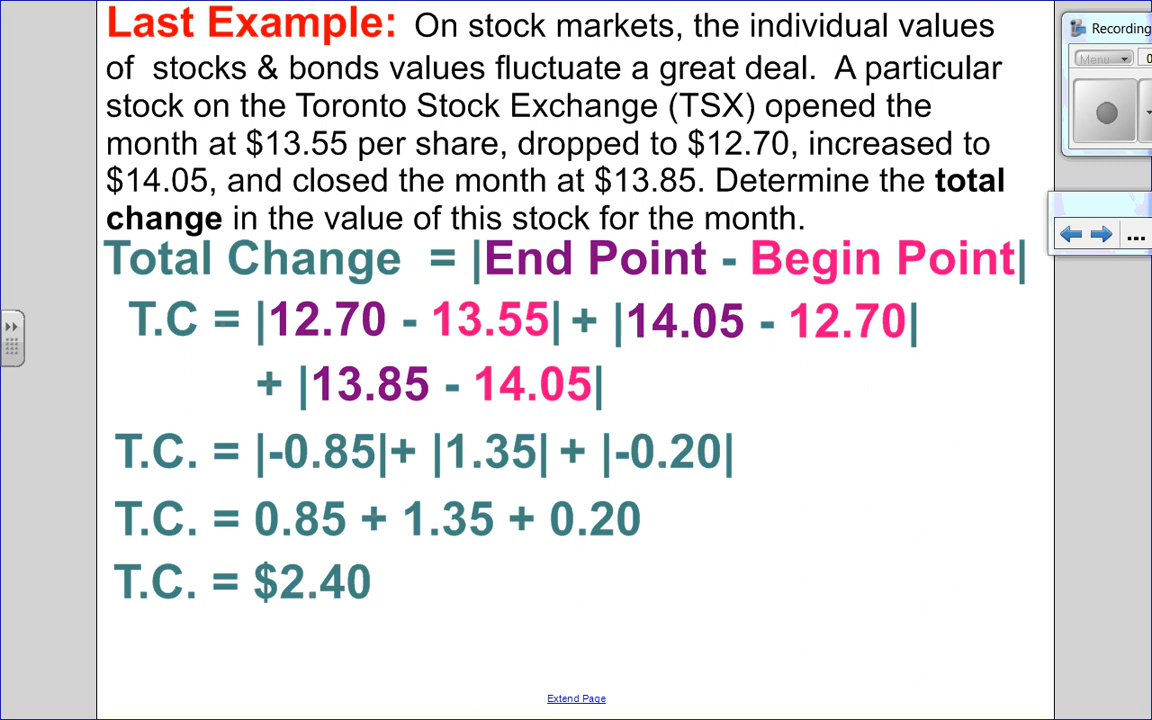 Last Example: On stock markets, the individual values
of stocks & bonds values fluctuate a great deal. A particular
stock on the Toronto Stock Exchange (TSX) opened the
month at $13.55 per share, dropped to $12.70, increased to
$14.05, and closed the month at $13.85. Determine the total
change in the value of this stock for the month.
Total Change = |End Point - Begin Point|
T.C = |12.70 - 13.55| + |14.05 - 12.70|
+ |13.85 - 14.05|
T.C. = |-0.85|+ |1.35| + |-0.20|
T.C. = 0.85 + 1.35 + 0.20
T.C. = $2.40
Extend Page
Recording
Menu
...